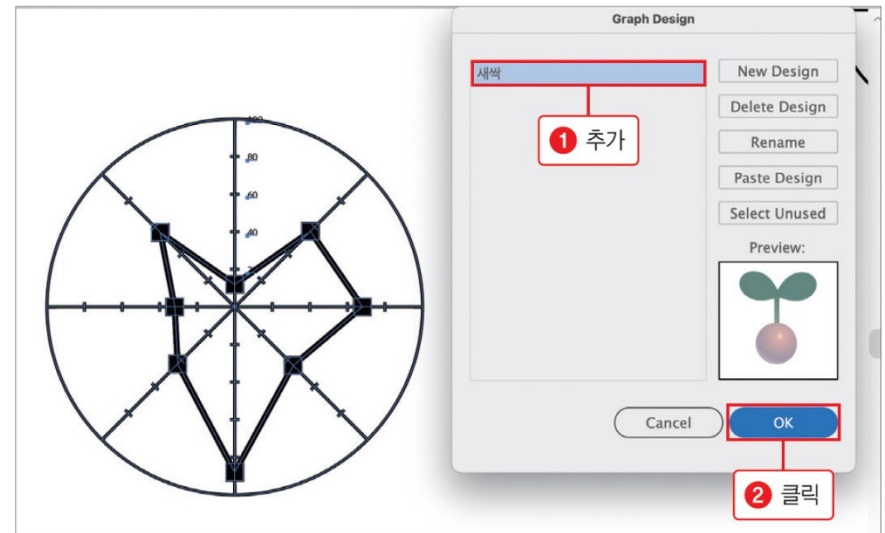 Graph Design
새싹
New Design
Delete Design
Rename
Paste Design
Select Unused
Preview:
1 추가
100
80
60
40
Cancel
OK
2 클릭